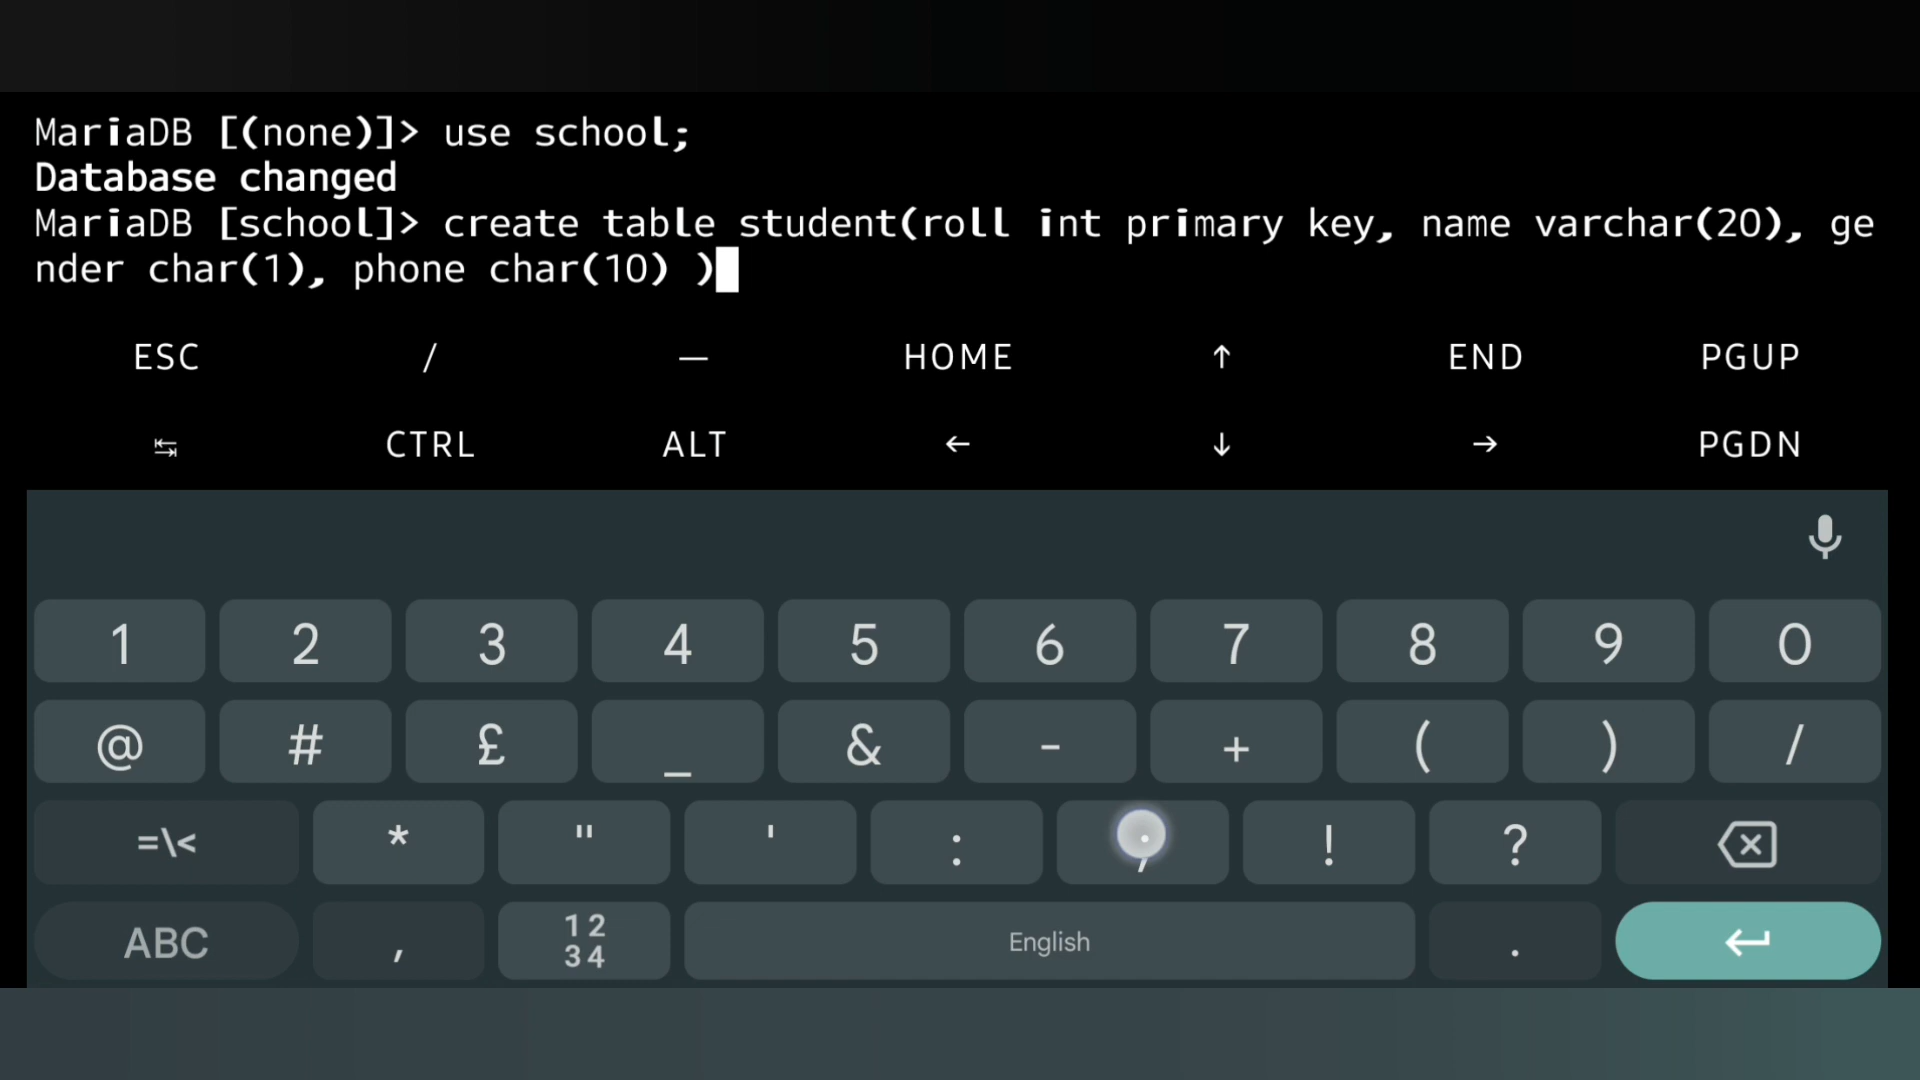 MariaDB [(none)]> use school;
Database changed
MariaDB [school]> create table student(roll int primary key, name varchar(20), ge
nder char(1), phone char(10) )
ESC / — HOME ↑ END PGUP
↹ CTRL ALT ← ↓ → PGDN
1 2 3 4 5 6 7 8 9 0
@ # £ _ & - + ( ) /
=\< * " ' : ; ! ?
ABC , 12 34 English .